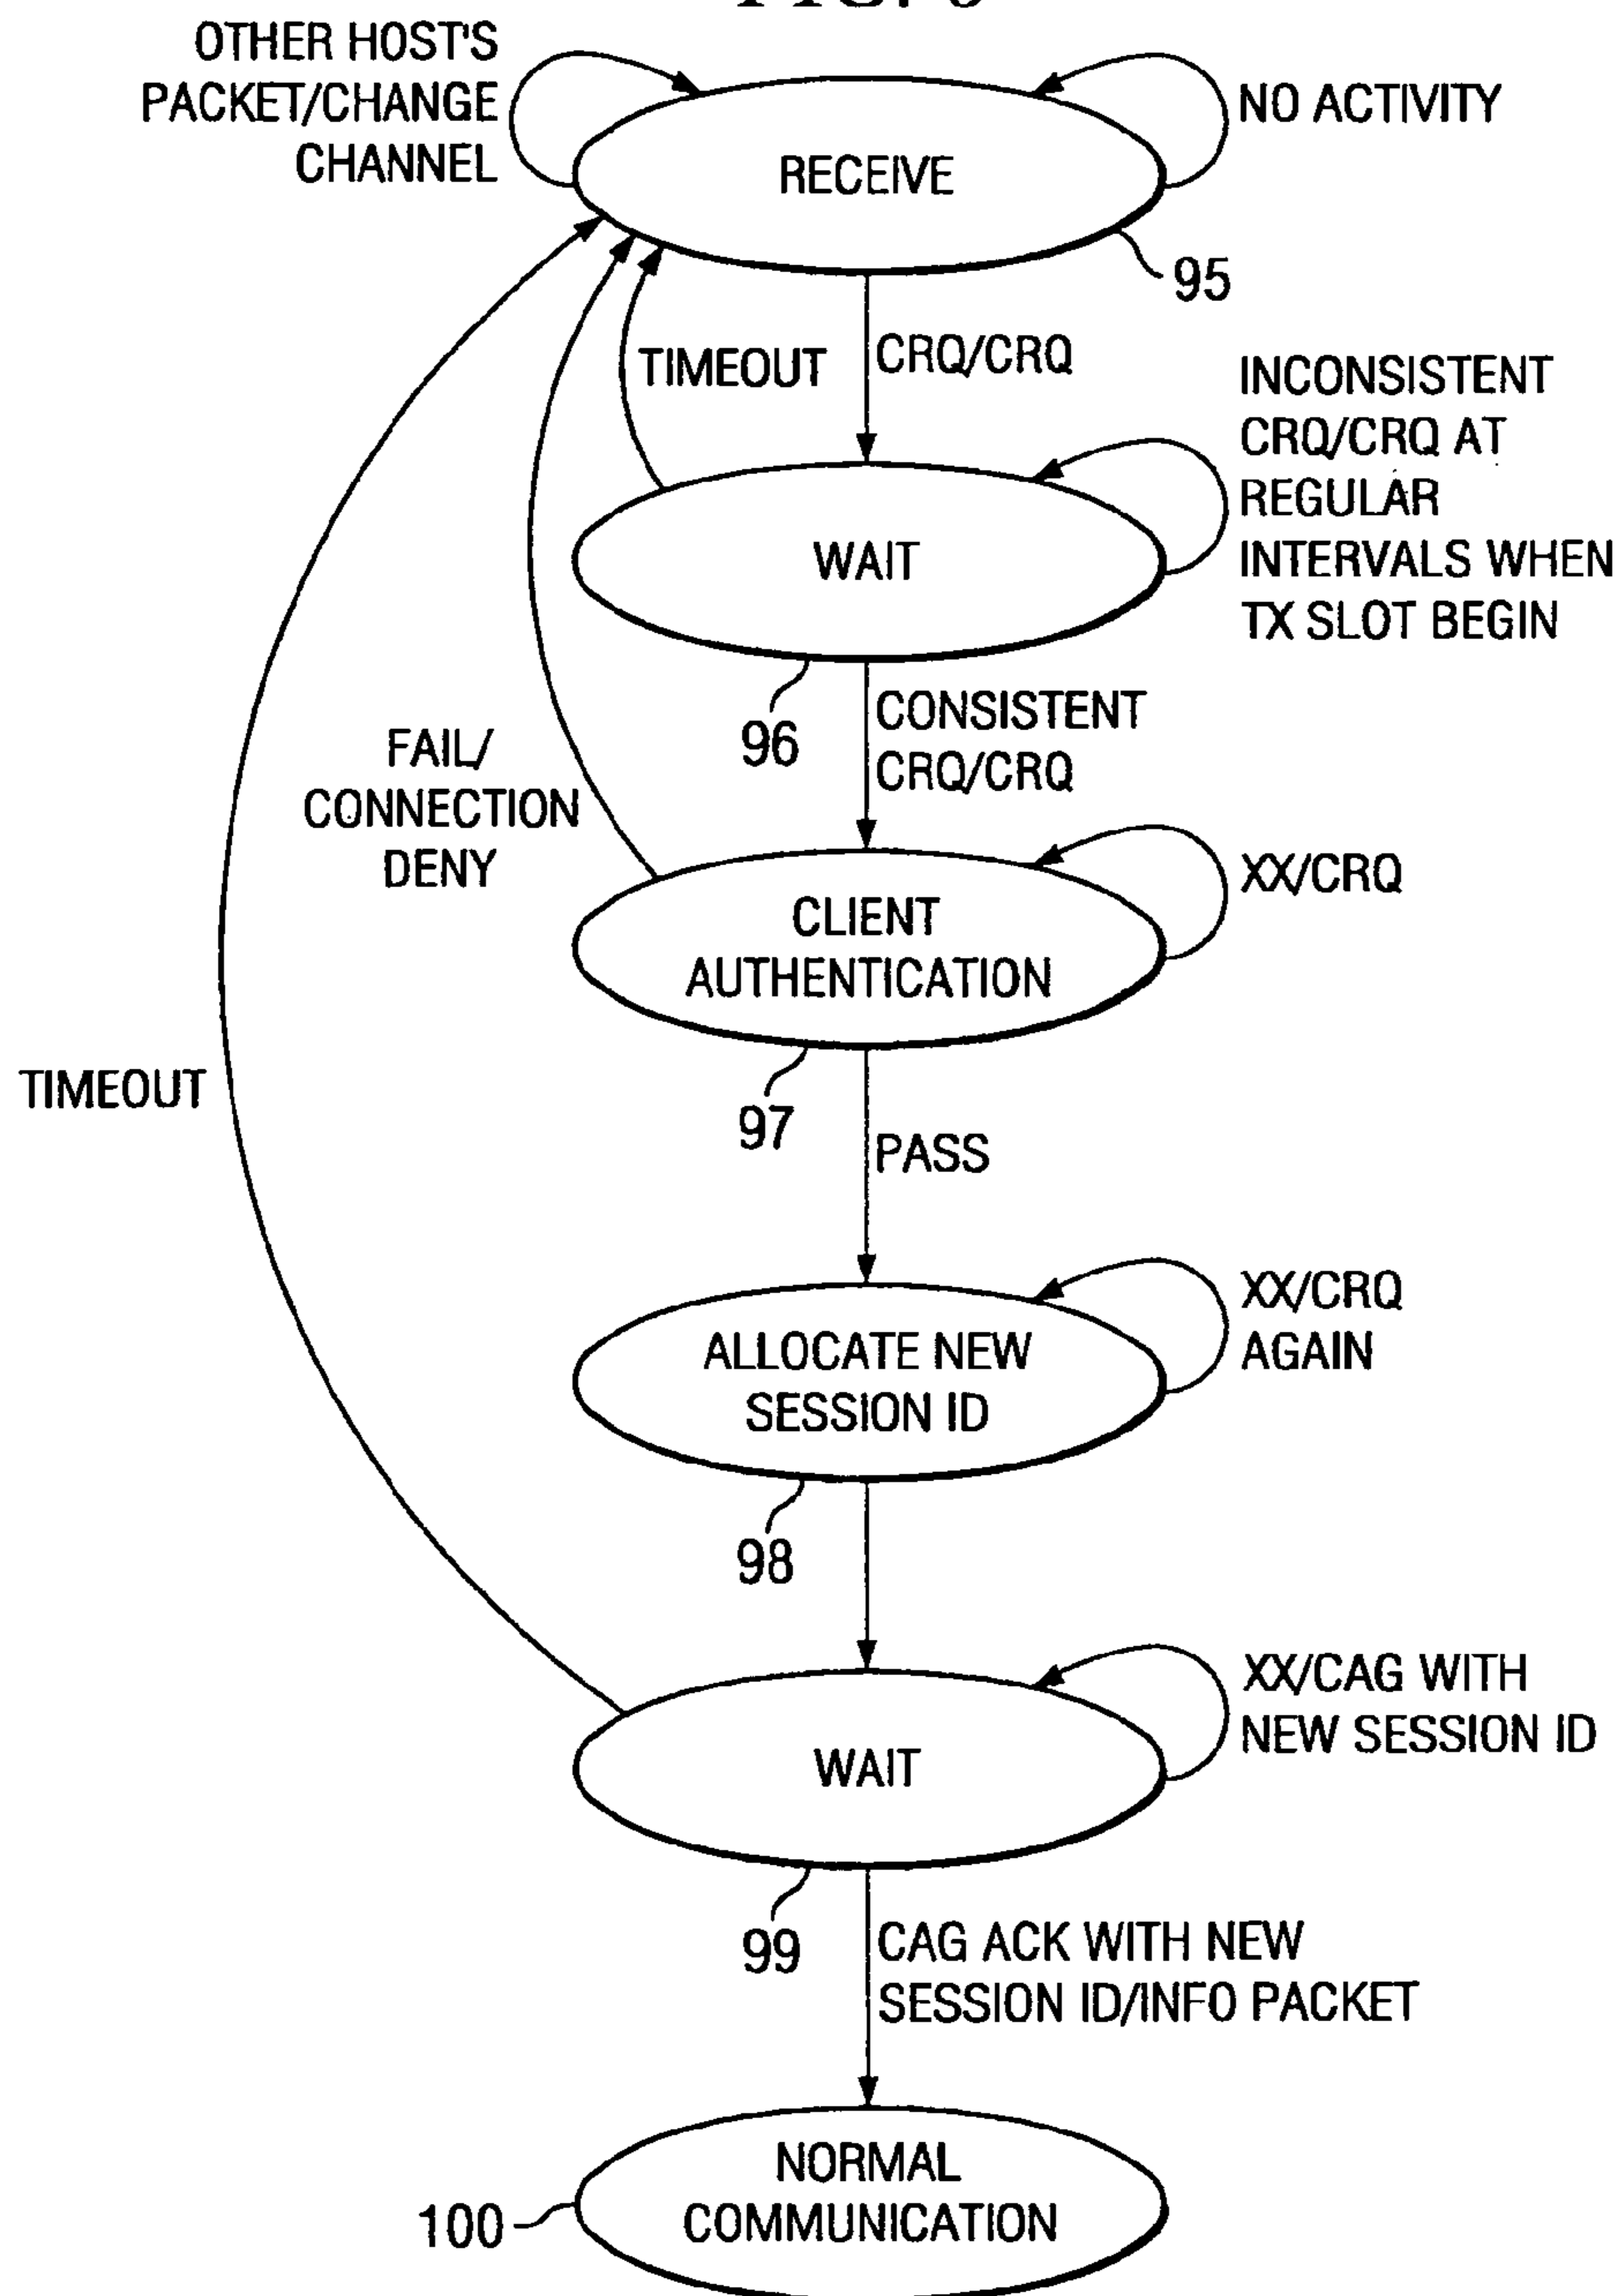 OTHER HOST'S
PACKET/CHANGE
CHANNEL
NO ACTIVITY
RECEIVE
95
TIMEOUT
CRQ/CRQ
INCONSISTENT
CRQ/CRQ AT
REGULAR
INTERVALS WHEN
TX SLOT BEGIN
WAIT
96
CONSISTENT
CRQ/CRQ
FAIL/
CONNECTION
DENY
XX/CRQ
CLIENT
AUTHENTICATION
97
TIMEOUT
PASS
XX/CRQ
AGAIN
ALLOCATE NEW
SESSION ID
98
XX/CAG WITH
NEW SESSION ID
WAIT
99
CAG ACK WITH NEW
SESSION ID/INFO PACKET
NORMAL
COMMUNICATION
100